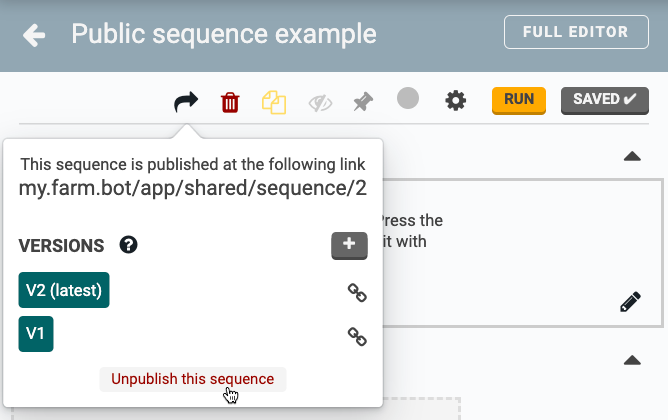 Public sequence example
FULL EDITOR
RUN
SAVED ✔
This sequence is published at the following link
my.farm.bot/app/shared/sequence/2
Press the
it with
VERSIONS
V2 (latest)
V1
Unpublish this sequence